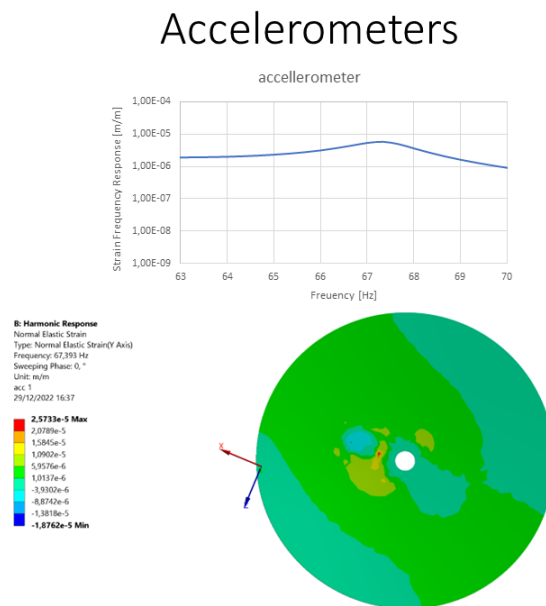 Accelerometers
accellerometer
Strain Frequency Response [m/m]
1,00E-04
1,00E-05
1,00E-06
1,00E-07
1,00E-08
1,00E-09
63 64 65 66 67 68 69 70
Freuency [Hz]
B: Harmonic Response
Normal Elastic Strain
Type: Normal Elastic Strain(Y Axis)
Frequency: 67,393 Hz
Sweeping Phase: 0, °
Unit: m/m
acc 1
29/12/2022 16:37
2,5733e-5 Max
2,0789e-5
1,5845e-5
1,0902e-5
5,9576e-6
1,0137e-6
-3,9302e-6
-8,8742e-6
-1,3818e-5
-1,8762e-5 Min
X
Z